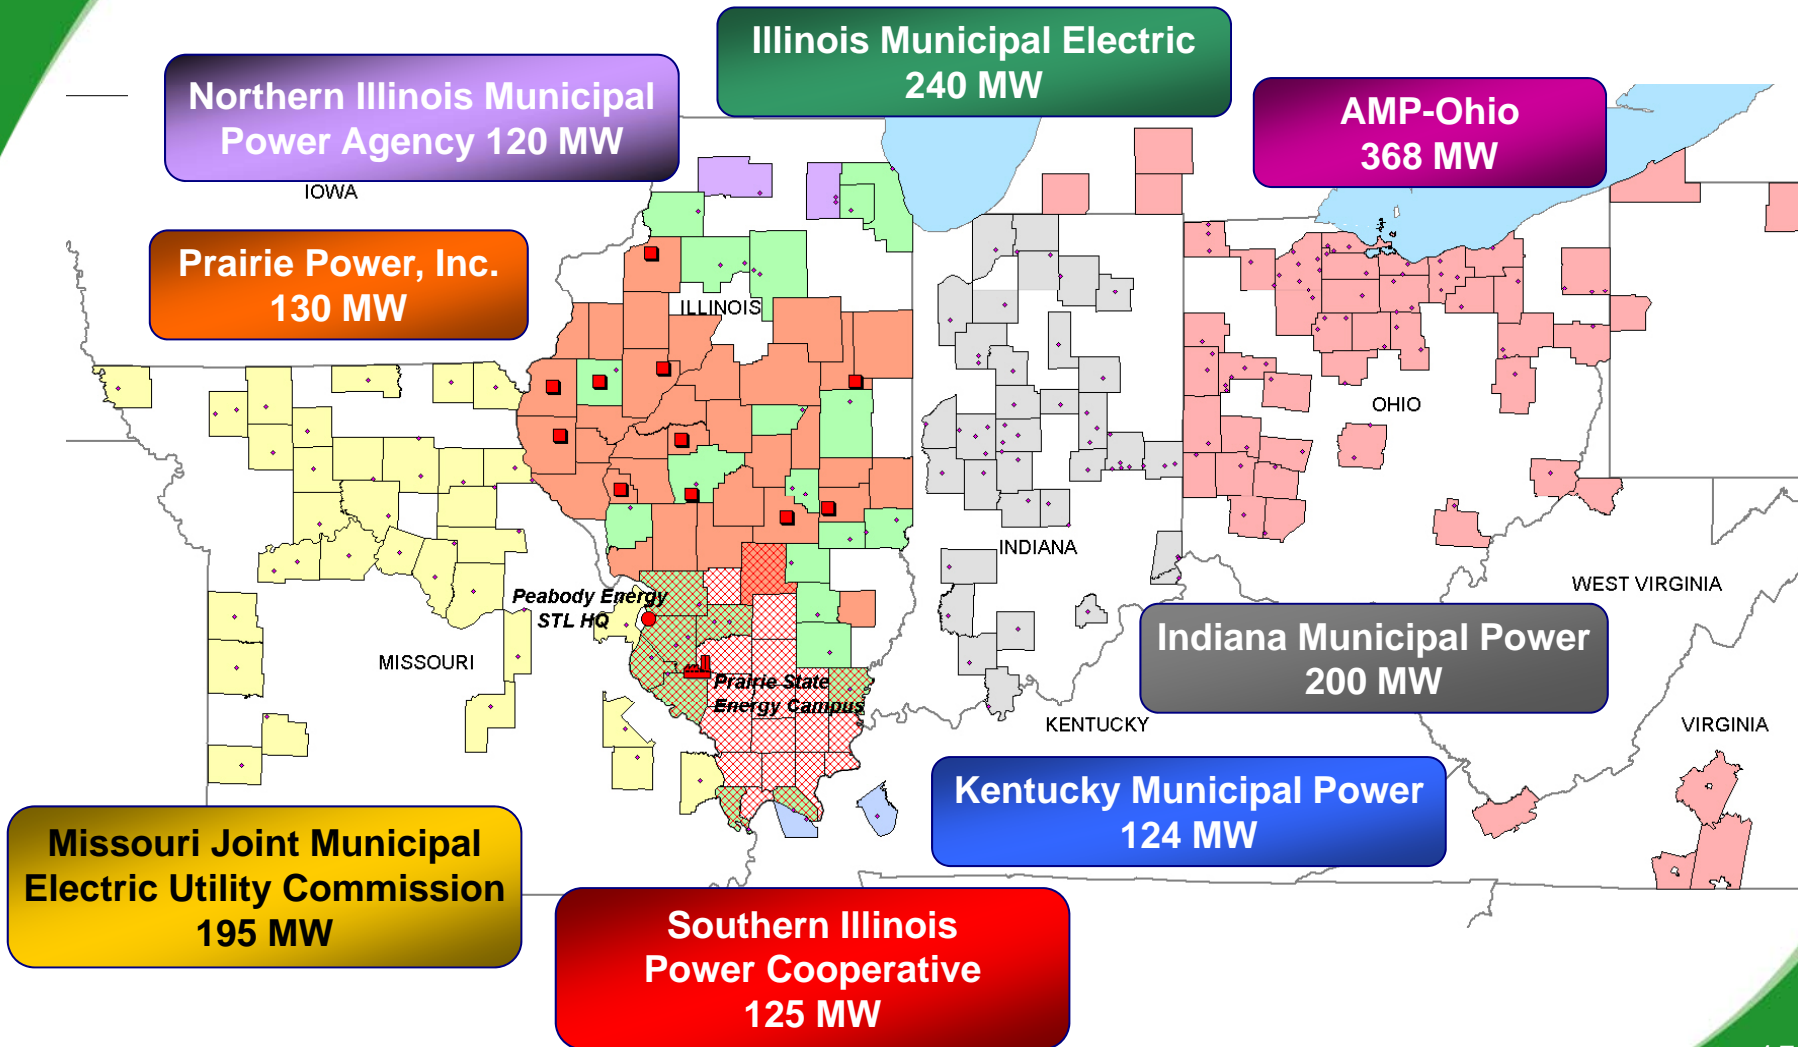 Illinois Municipal Electric
240 MW
Northern Illinois Municipal
Power Agency 120 MW
AMP-Ohio
368 MW
IOWA
Prairie Power, Inc.
130 MW
ILLINOIS
OHIO
INDIANA
WEST VIRGINIA
Peabody Energy
STL HQ
MISSOURI
Indiana Municipal Power
200 MW
Prairie State
Energy Campus
KENTUCKY
VIRGINIA
Kentucky Municipal Power
124 MW
Missouri Joint Municipal
Electric Utility Commission
195 MW
Southern Illinois
Power Cooperative
125 MW